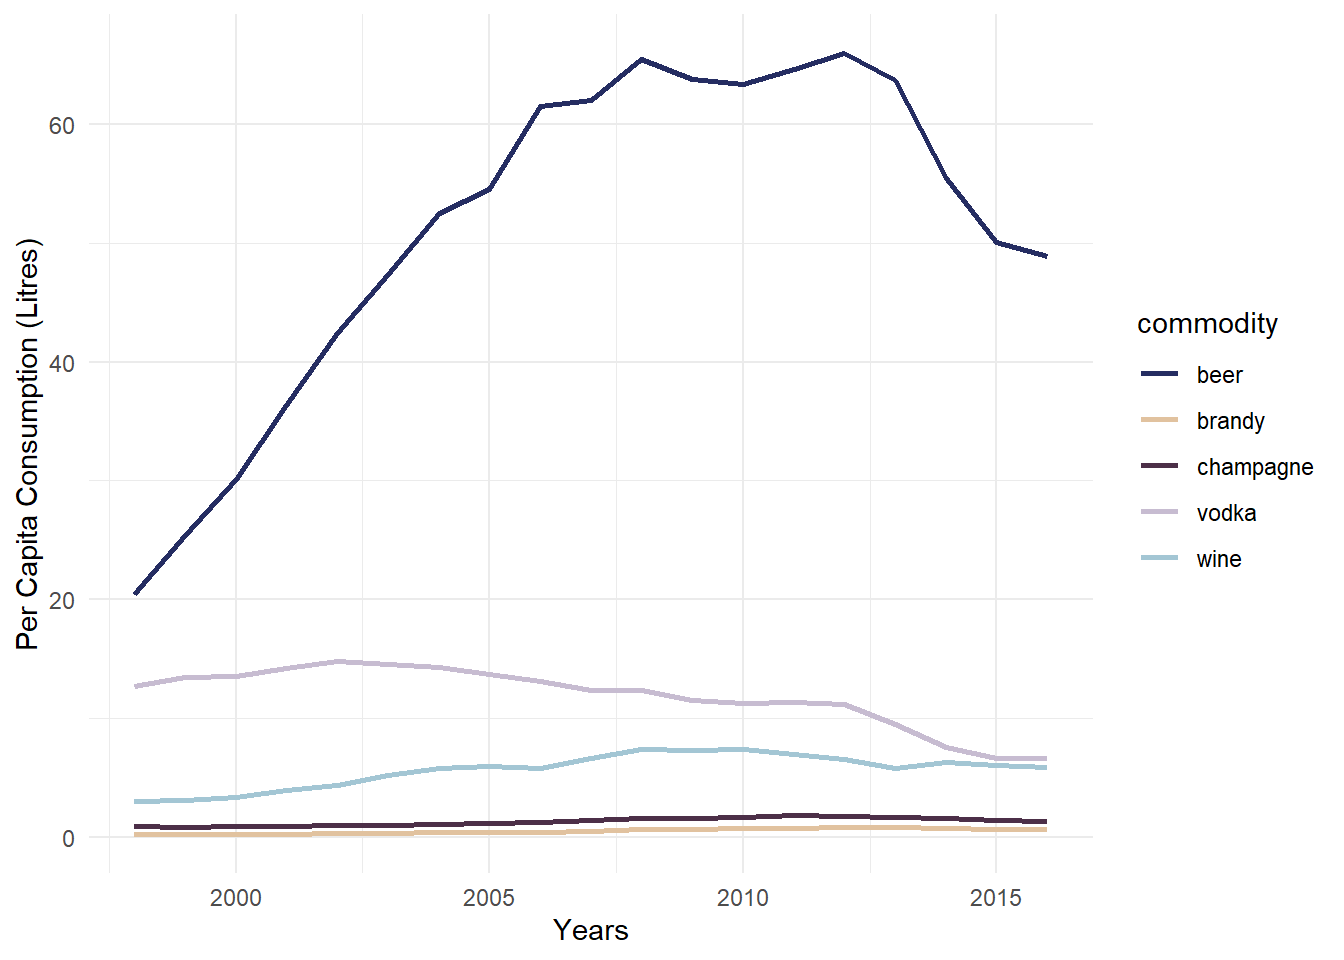 Per Capita Consumption (Litres)
60
40
20
0
2000 2005 2010 2015
Years
commodity
beer
brandy
champagne
vodka
wine